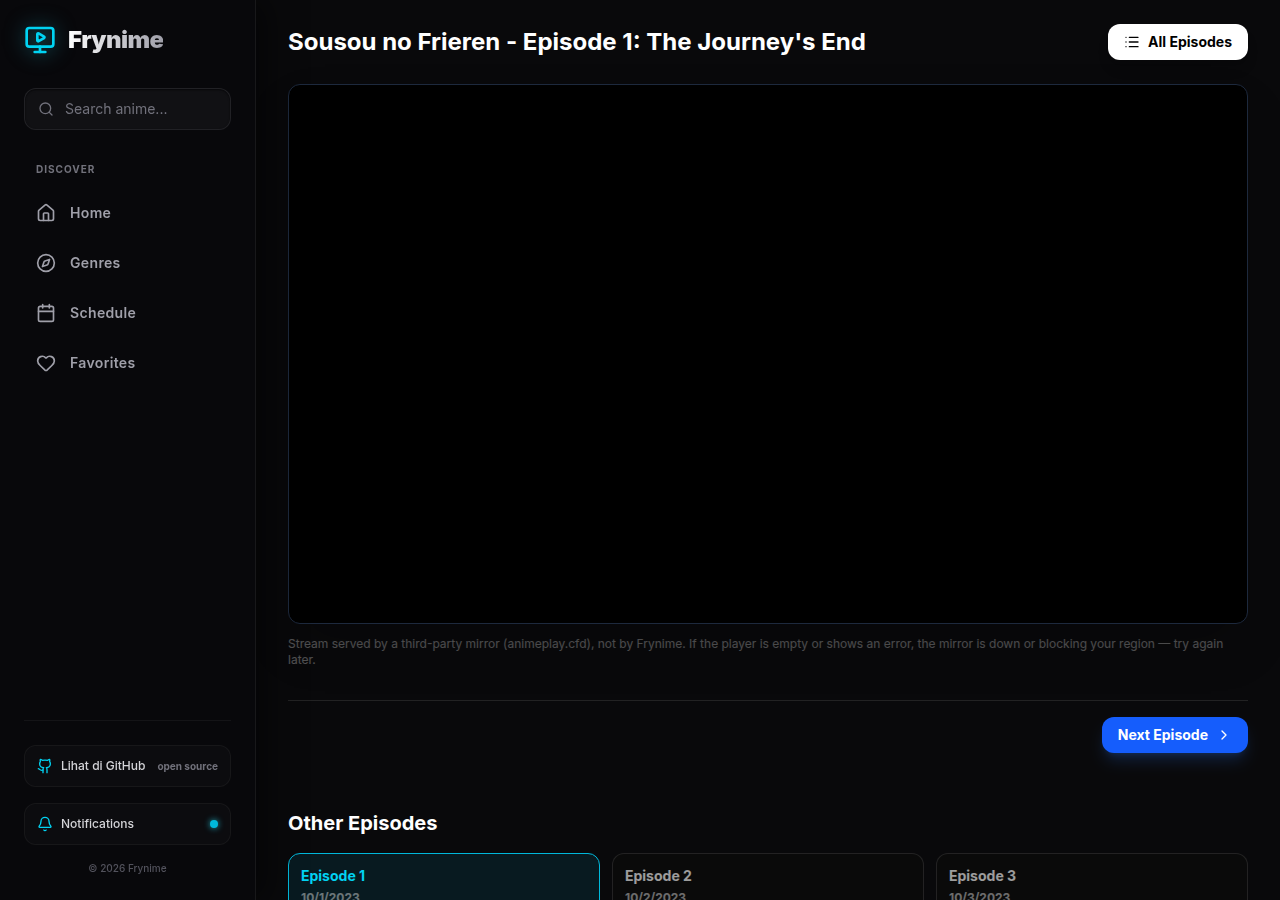 Frynime
Search anime...
DISCOVER
Home
Genres
Schedule
Favorites
Lihat di GitHub open source
Notifications
© 2026 Frynime
Sousou no Frieren - Episode 1: The Journey's End
All Episodes
Stream served by a third-party mirror (animeplay.cfd), not by Frynime. If the player is empty or shows an error, the mirror is down or blocking your region — try again
later.
Next Episode
Other Episodes
Episode 1
10/1/2023
Episode 2
10/2/2023
Episode 3
10/3/2023